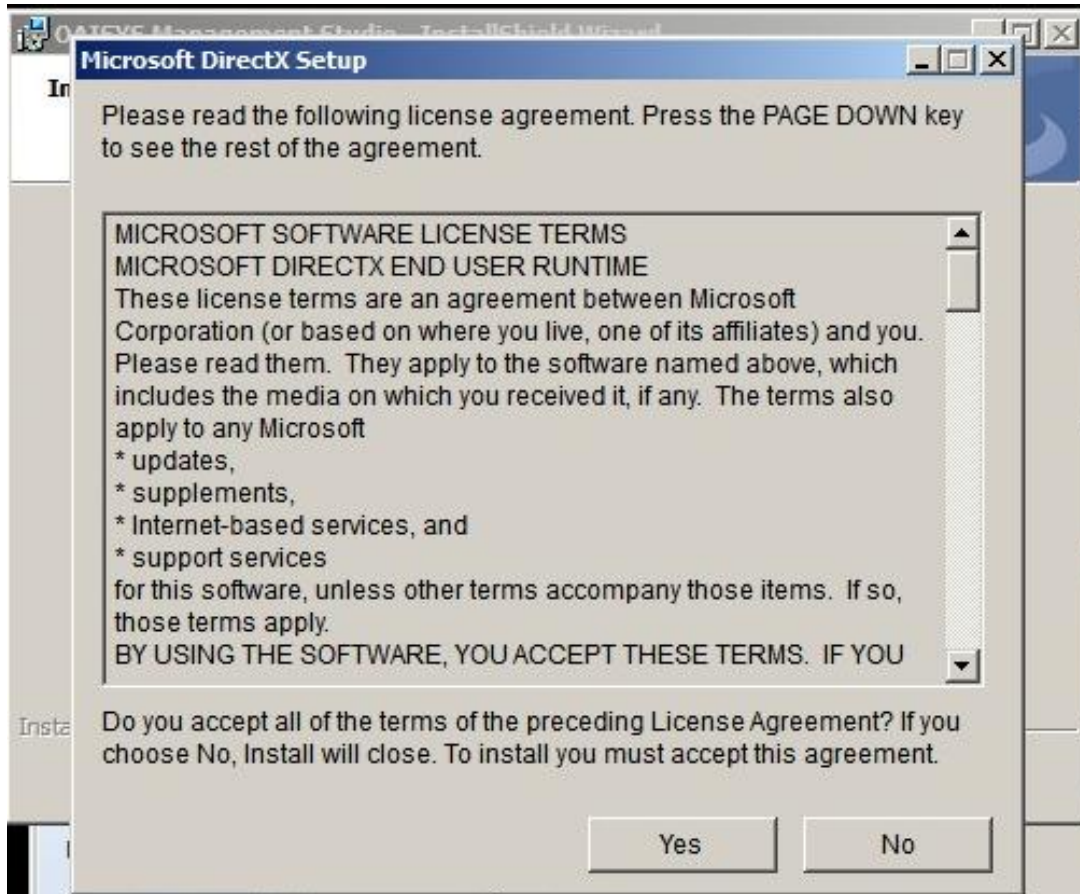 OAISYS Management Studio - InstallShield Wizard
Microsoft DirectX Setup
In
Please read the following license agreement. Press the PAGE DOWN key
to see the rest of the agreement.
MICROSOFT SOFTWARE LICENSE TERMS
MICROSOFT DIRECTX END USER RUNTIME
These license terms are an agreement between Microsoft
Corporation (or based on where you live, one of its affiliates) and you.
Please read them.  They apply to the software named above, which
includes the media on which you received it, if any.  The terms also
apply to any Microsoft
* updates,
* supplements,
* Internet-based services, and
* support services
for this software, unless other terms accompany those items.  If so,
those terms apply.
BY USING THE SOFTWARE, YOU ACCEPT THESE TERMS.  IF YOU
Insta
Do you accept all of the terms of the preceding License Agreement? If you
choose No, Install will close. To install you must accept this agreement.
Yes
No